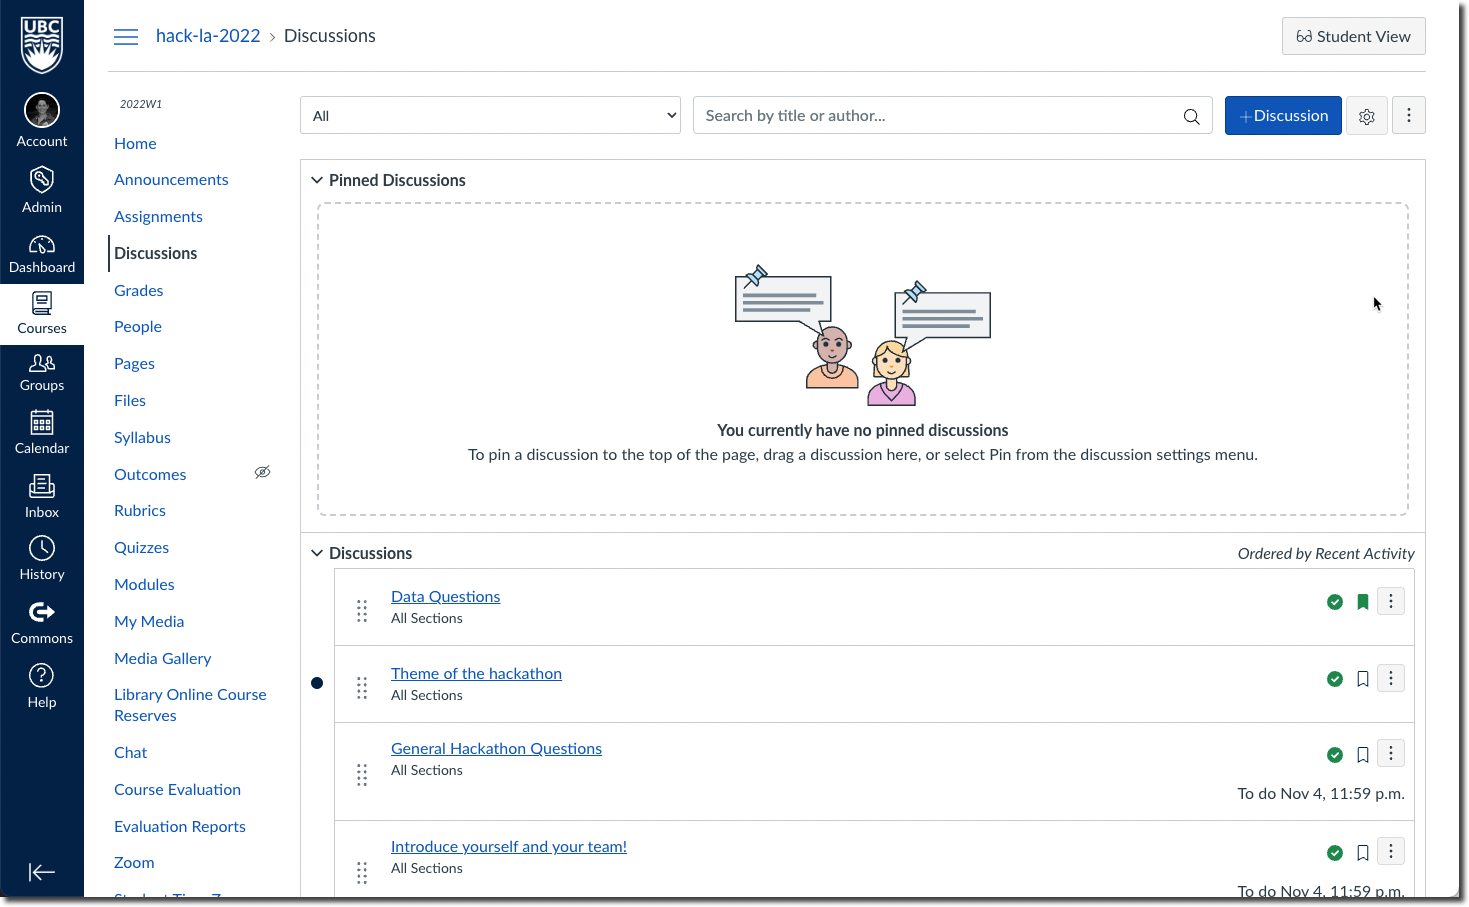 UBC
Account
Admin
Dashboard
Courses
Groups
Calendar
Inbox
History
Commons
Help
hack-la-2022 › Discussions
Student View
2022W1
Home
Announcements
Assignments
Discussions
Grades
People
Pages
Files
Syllabus
Outcomes
Rubrics
Quizzes
Modules
My Media
Media Gallery
Library Online Course
Reserves
Chat
Course Evaluation
Evaluation Reports
Zoom
All
Search by title or author...
+Discussion
Pinned Discussions
You currently have no pinned discussions
To pin a discussion to the top of the page, drag a discussion here, or select Pin from the discussion settings menu.
Discussions
Ordered by Recent Activity
Data Questions
All Sections
Theme of the hackathon
All Sections
General Hackathon Questions
All Sections
To do Nov 4, 11:59 p.m.
Introduce yourself and your team!
All Sections
To do Nov 4, 11:59 p.m.